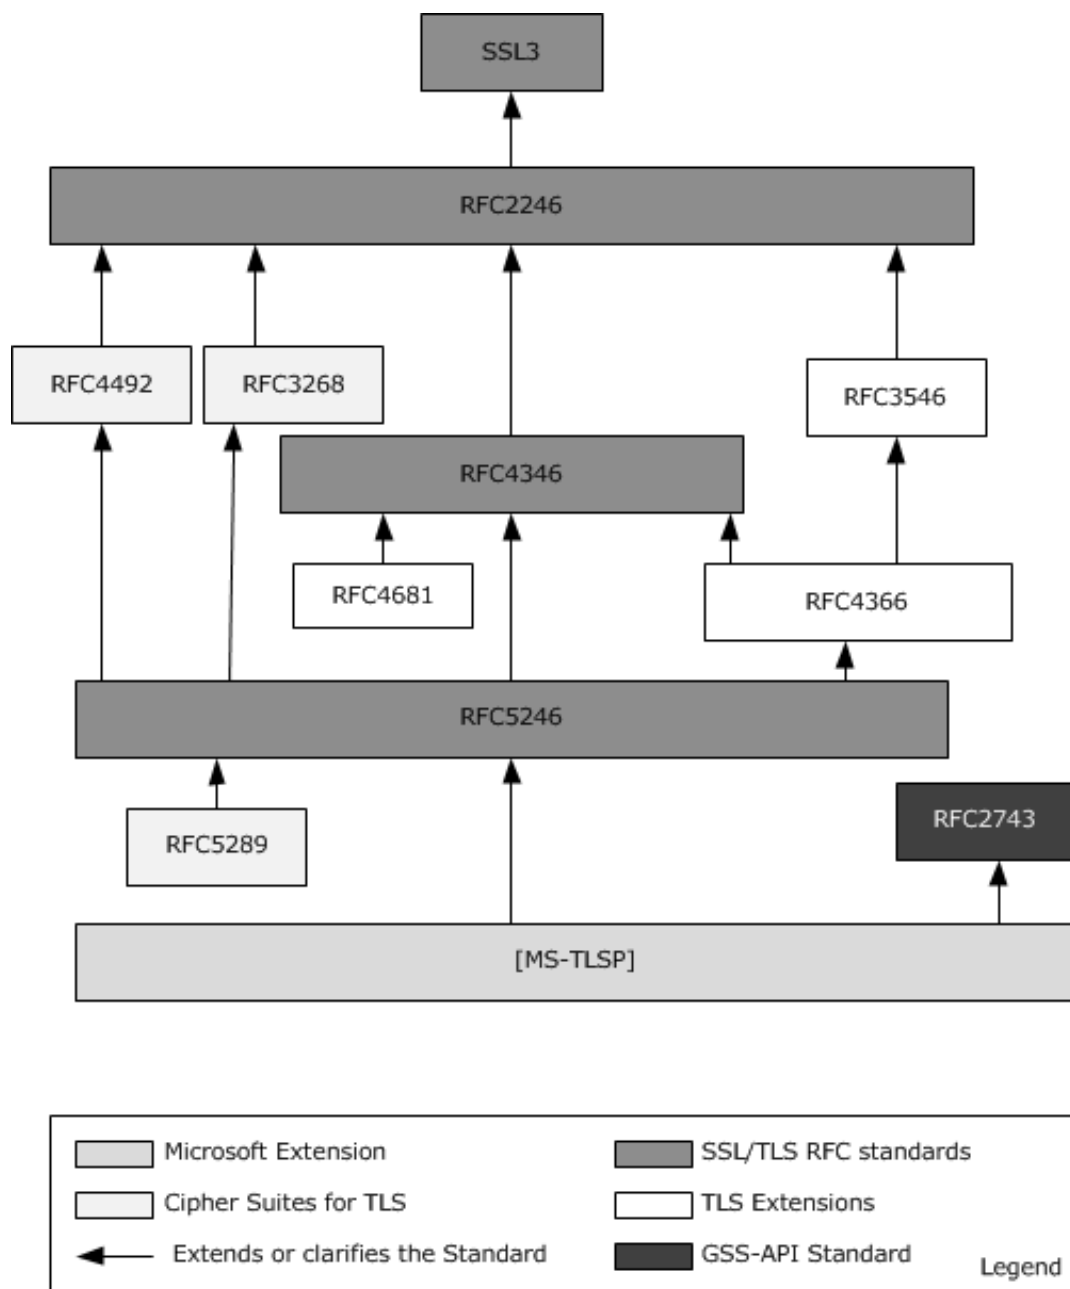 SSL3
RFC2246
RFC4492
RFC3268
RFC3546
RFC4346
RFC4681
RFC4366
RFC5246
RFC2743
RFC5289
[MS-TLSP]
Microsoft Extension
SSL/TLS RFC standards
Cipher Suites for TLS
TLS Extensions
Extends or clarifies the Standard
GSS-API Standard
Legend